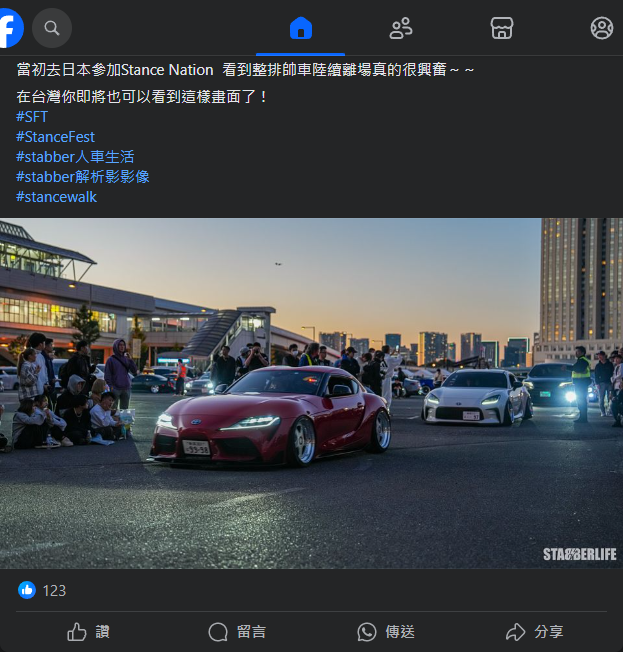 當初去日本參加Stance Nation 看到整排帥車陸續離場真的很興奮～～
在台灣你即將也可以看到這樣畫面了！
#SFT
#StanceFest
#stabber人車生活
#stabber解析影影像
#stancewalk
STABBERLIFE
123
讚
留言
傳送
分享